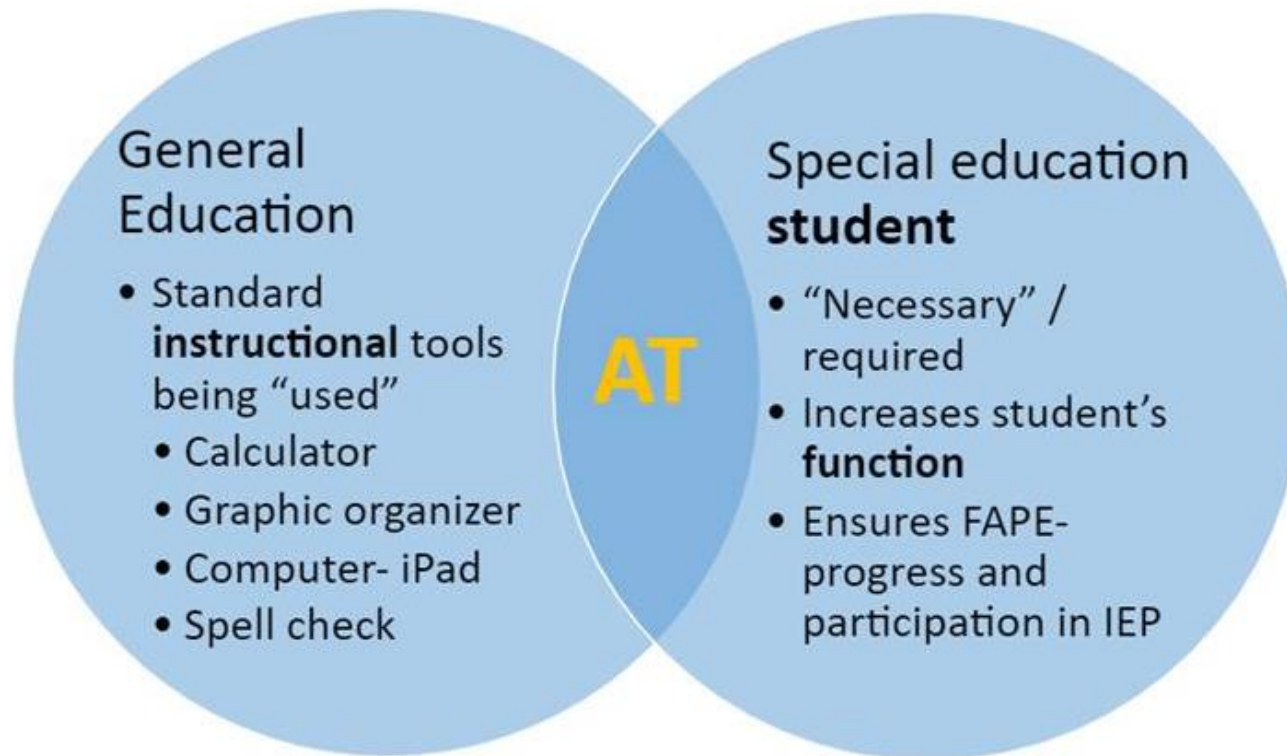 General
Education
• Standard
instructional tools
being “used”
• Calculator
• Graphic organizer
• Computer- iPad
• Spell check
AT
Special education
student
• “Necessary” /
required
• Increases student’s
function
• Ensures FAPE-
progress and
participation in IEP